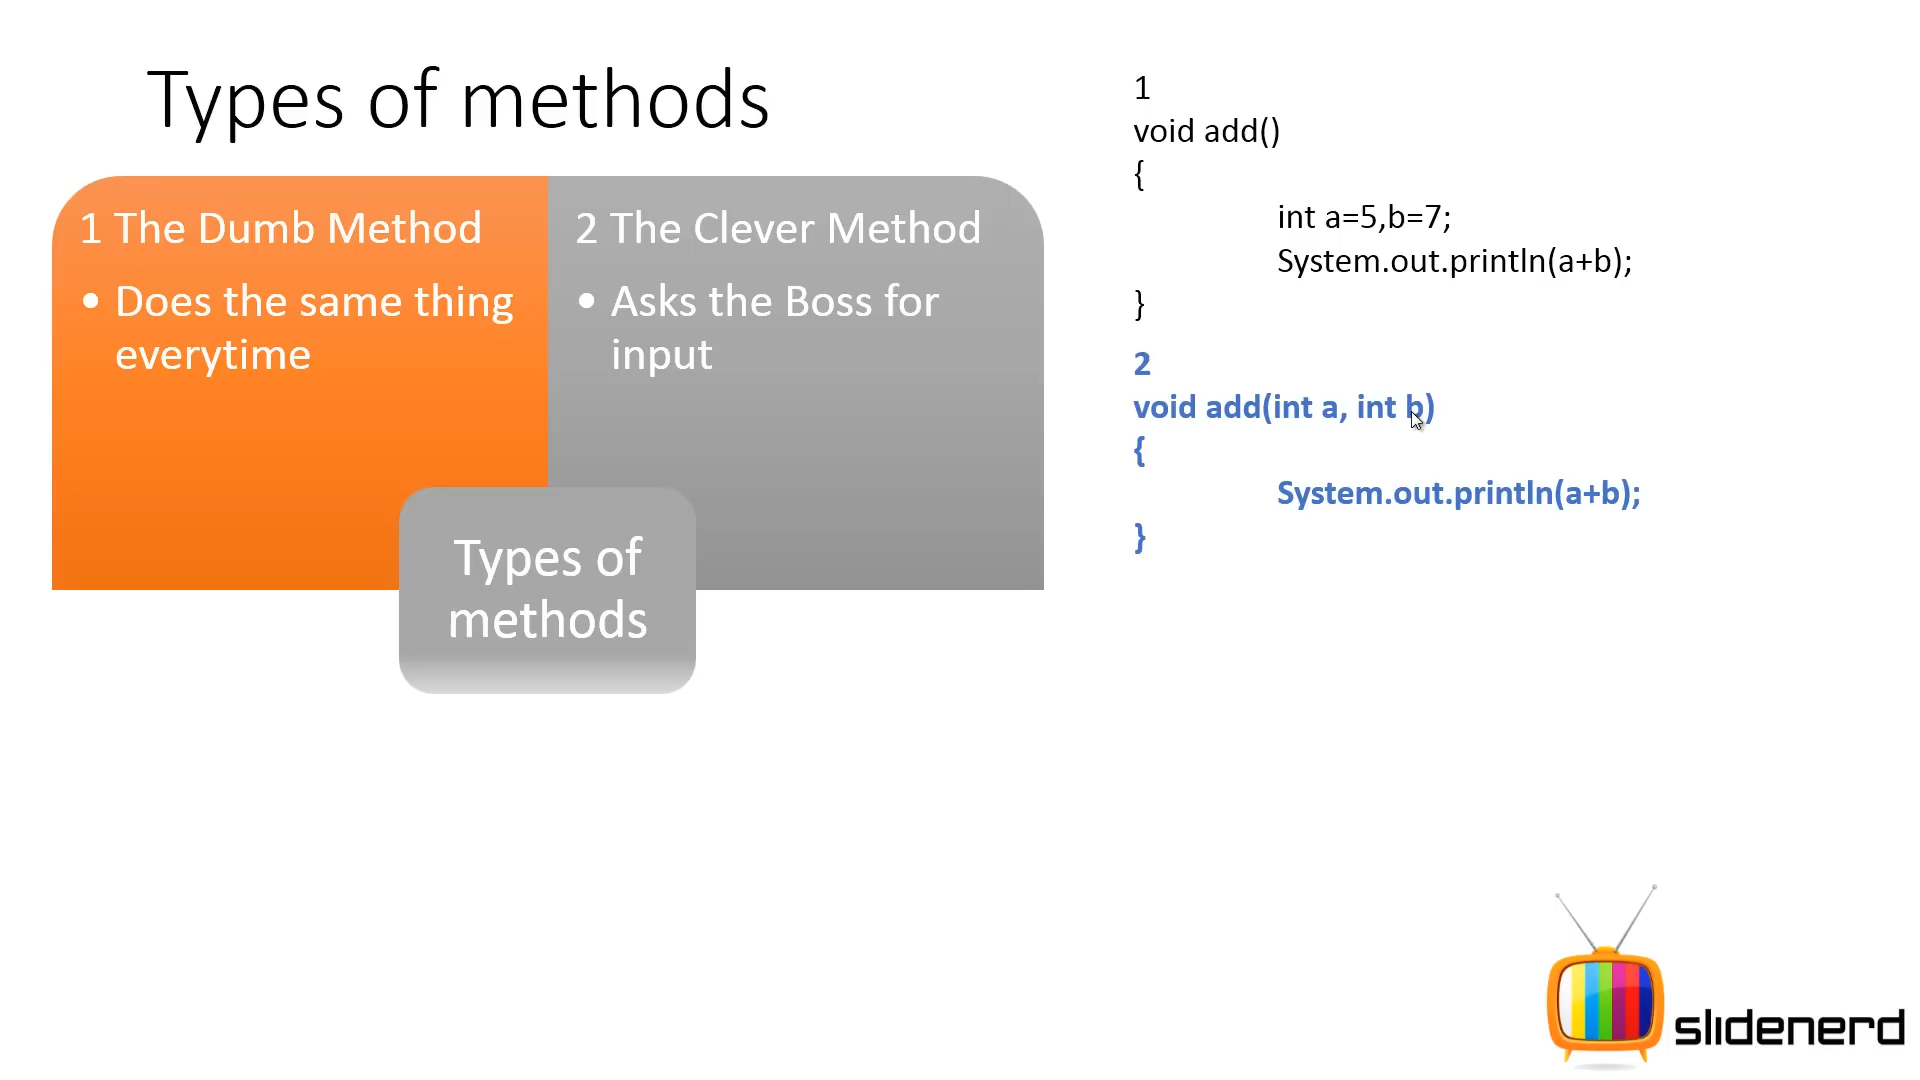 Types of methods
1 The Dumb Method
• Does the same thing
everytime
2 The Clever Method
• Asks the Boss for
input
Types of
methods
1
void add()
{
int a=5,b=7;
System.out.println(a+b);
}
2
void add(int a, int b)
{
System.out.println(a+b);
}
slidenerd